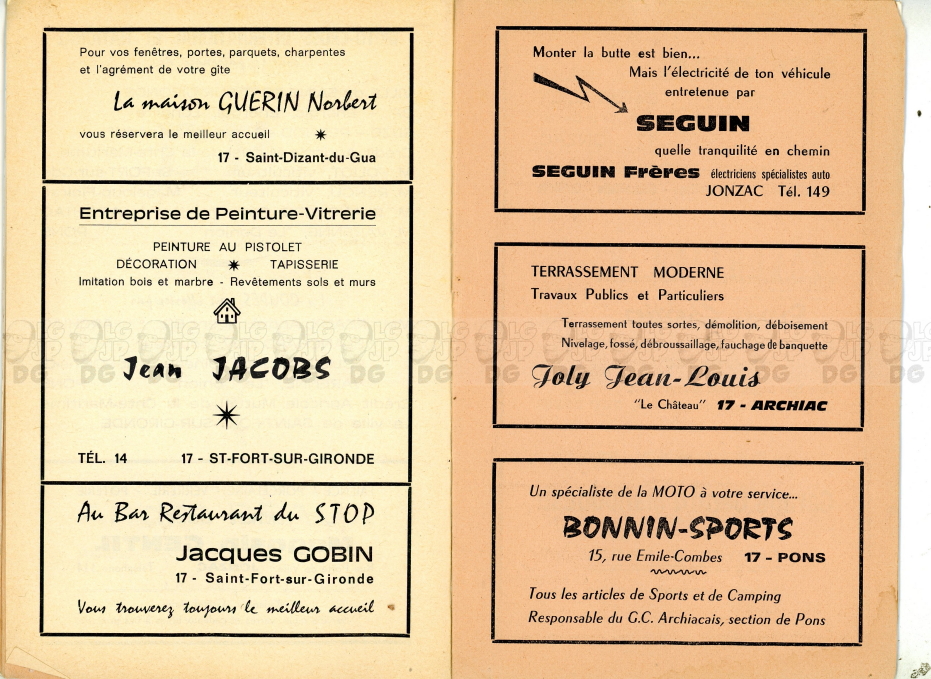 Pour vos fenêtres, portes, parquets, charpentes
et l'agrément de votre gîte
La maison GUERIN Norbert
vous réservera le meilleur accueil
17 - Saint-Dizant-du-Gua
Entreprise de Peinture-Vitrerie
PEINTURE AU PISTOLET
DÉCORATION TAPISSERIE
Imitation bois et marbre - Revêtements sols et murs
Jean JACOBS
TÉL. 14 17 - ST-FORT-SUR-GIRONDE
Au Bar Restaurant du STOP
Jacques GOBIN
17 - Saint-Fort-sur-Gironde
Vous trouverez toujours le meilleur accueil
Monter la butte est bien...
Mais l'électricité de ton véhicule
entretenue par
SEGUIN
quelle tranquilité en chemin
SEGUIN Frères électriciens spécialistes auto
JONZAC Tél. 149
TERRASSEMENT MODERNE
Travaux Publics et Particuliers
Terrassement toutes sortes, démolition, déboisement
Nivelage, fossé, débroussaillage, fauchage de banquette
Joly Jean-Louis
"Le Château" 17 - ARCHIAC
Un spécialiste de la MOTO à votre service...
BONNIN-SPORTS
15, rue Emile-Combes 17 - PONS
Tous les articles de Sports et de Camping
Responsable du G.C. Archiacais, section de Pons